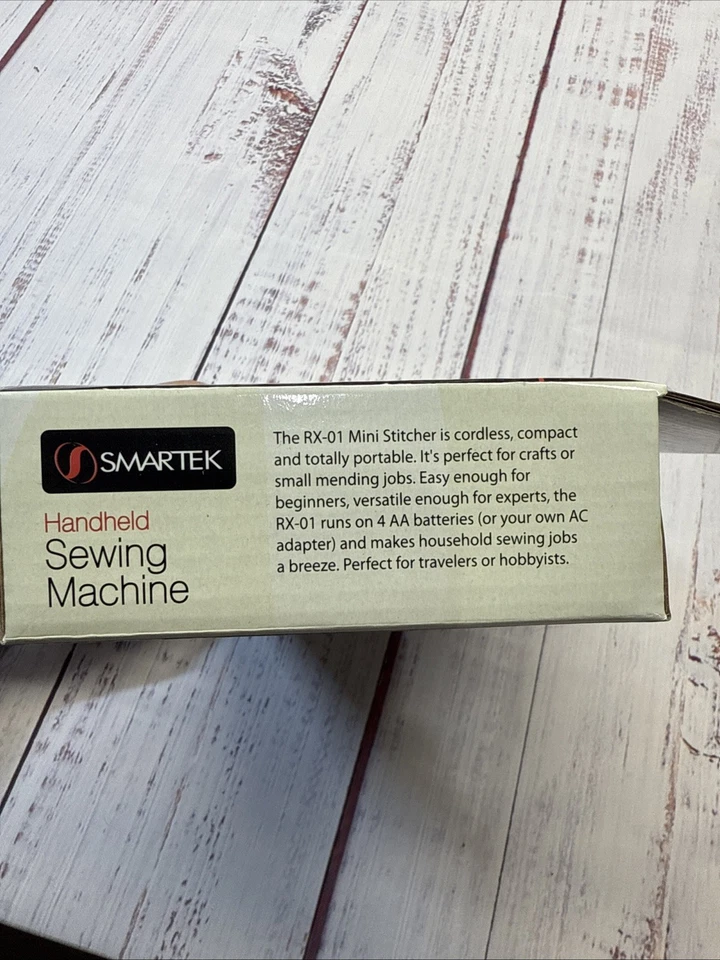 SMARTEK
Handheld
Sewing
Machine
The RX-01 Mini Stitcher is cordless, compact
and totally portable. It's perfect for crafts or
small mending jobs. Easy enough for
beginners, versatile enough for experts, the
RX-01 runs on 4 AA batteries (or your own AC
adapter) and makes household sewing jobs
a breeze. Perfect for travelers or hobbyists.